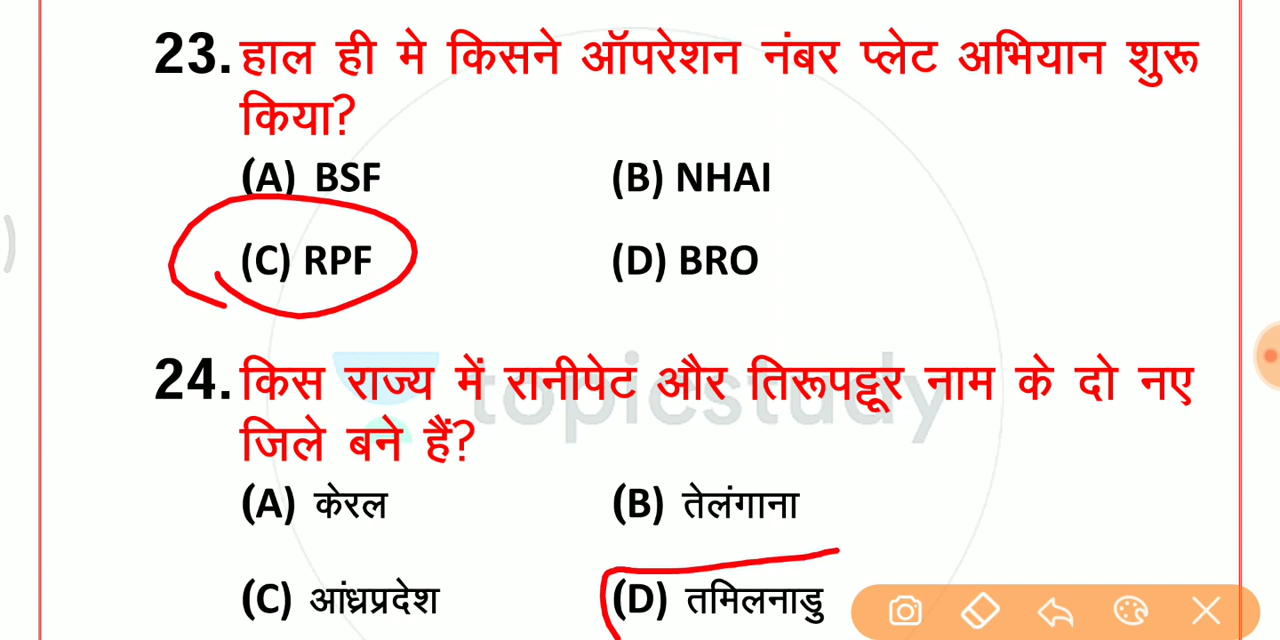 23. हाल ही मे किसने ऑपरेशन नंबर प्लेट अभियान शुरू
किया?
(A) BSF (B) NHAI
(C) RPF (D) BRO
24. किस राज्य में रानीपेट और तिरूपट्टूर नाम के दो नए
जिले बने हैं?
topicstudy
(A) केरल (B) तेलंगाना
(C) आंध्रप्रदेश (D) तमिलनाडु